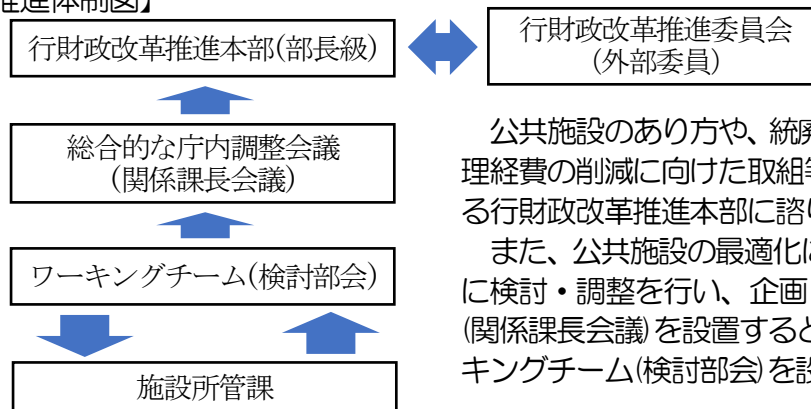 推進体制図】
行財政改革推進本部(部長級)
行財政改革推進委員会
(外部委員)
総合的な庁内調整会議
(関係課長会議)
ワーキングチーム(検討部会)
施設所管課
公共施設のあり方や、統廃
理経費の削減に向けた取組等
る行財政改革推進本部に諮り
また、公共施設の最適化に
に検討・調整を行い、企画
(関係課長会議)を設置すると
キングチーム(検討部会)を設